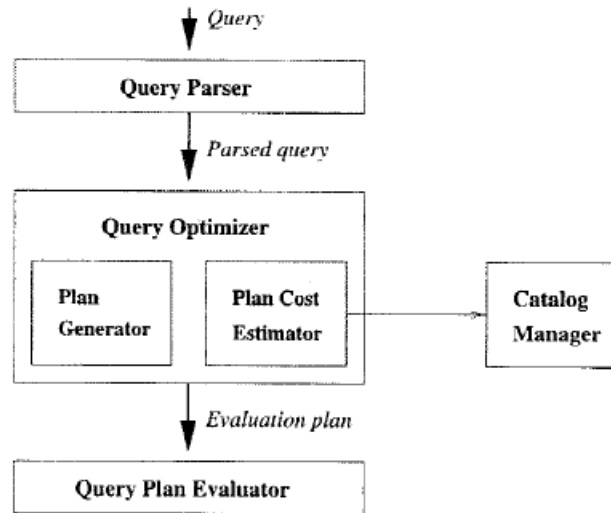 Query
Query Parser
Parsed query
Query Optimizer
Plan
Generator
Plan Cost
Estimator
Catalog
Manager
Evaluation plan
Query Plan Evaluator